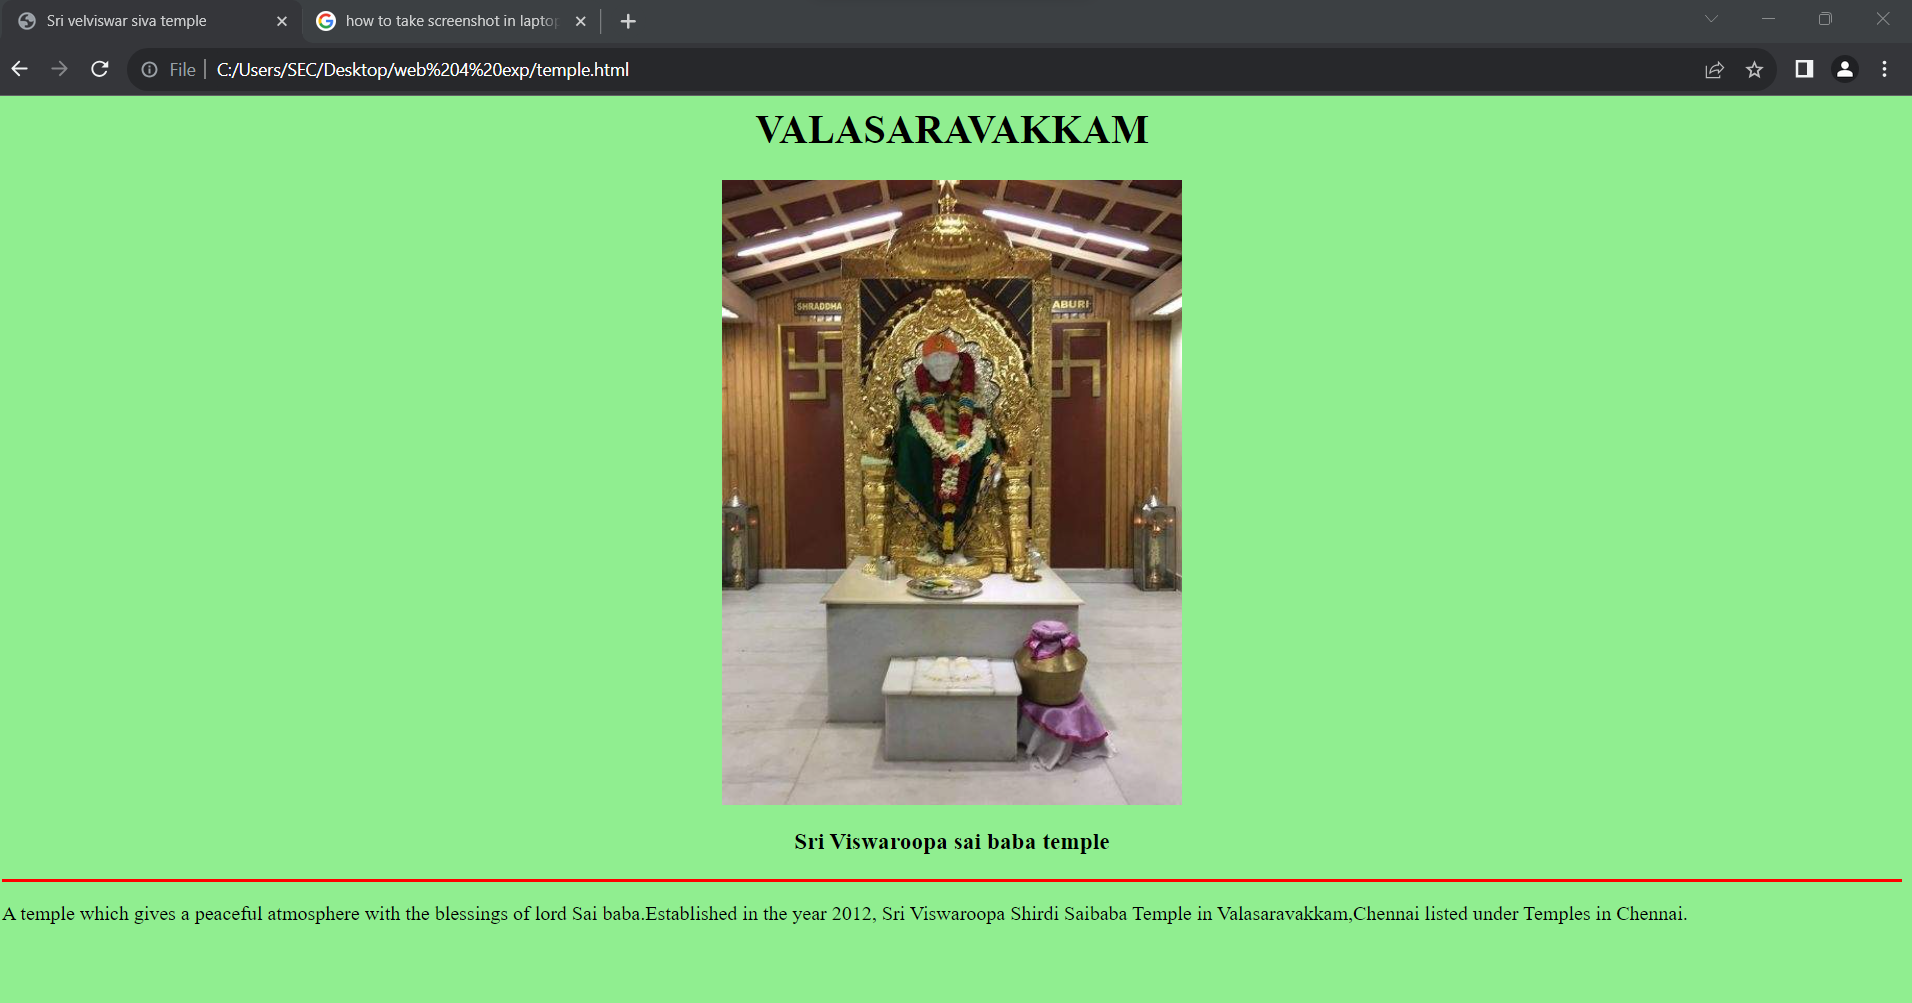 Sri velviswar siva temple
how to take screenshot in laptop
File
C:/Users/SEC/Desktop/web%204%20exp/temple.html
VALASARAVAKKAM
SHRADDHA
ABURI
Sri Viswaroopa sai baba temple
A temple which gives a peaceful atmosphere with the blessings of lord Sai baba.Established in the year 2012, Sri Viswaroopa Shirdi Saibaba Temple in Valasaravakkam,Chennai listed under Temples in Chennai.